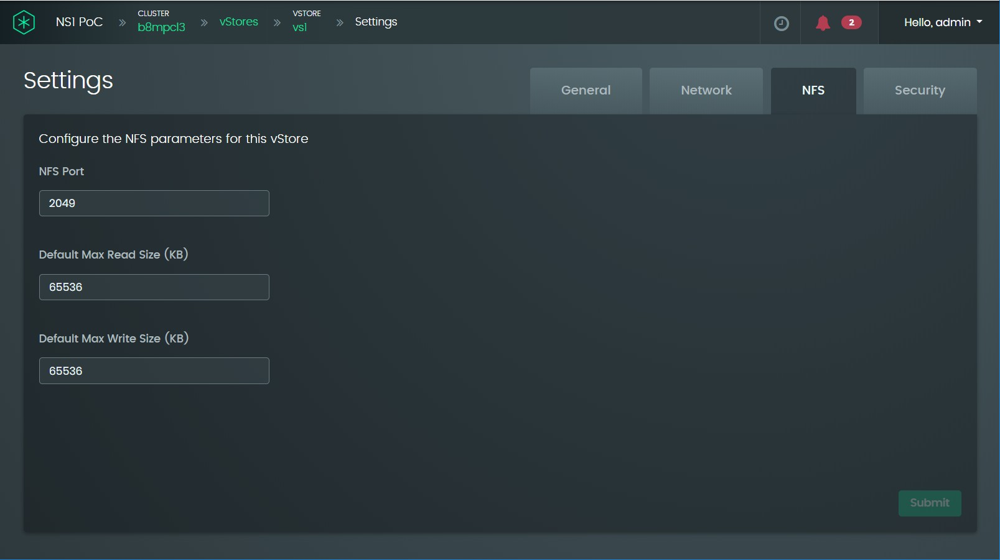 NS1 PoC » CLUSTER b8mpcl3 » vStores » VSTORE vs1 » Settings
2
Hello, admin
Settings
General Network NFS Security
Configure the NFS parameters for this vStore
NFS Port
2049
Default Max Read Size (KB)
65536
Default Max Write Size (KB)
65536
Submit